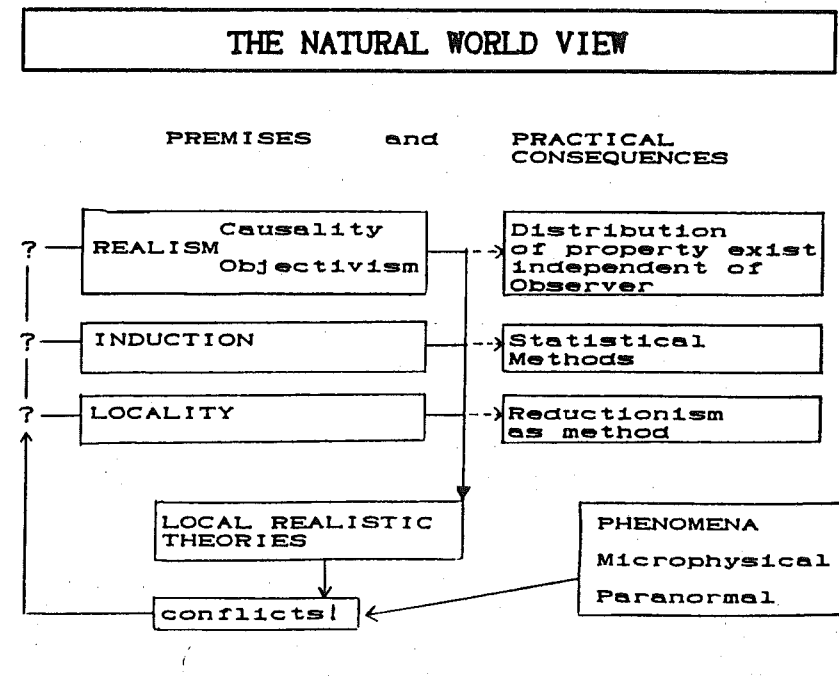 THE NATURAL WORLD VIEW
PREMISES and PRACTICAL
CONSEQUENCES
Causality
? REALISM
Objectivism
Distribution
of property exist
independent of
Observer
? INDUCTION
Statistical
Methods
? LOCALITY
Reductionism
as method
LOCAL REALISTIC
THEORIES
PHENOMENA
Microphysical
Paranormal
conflicts!